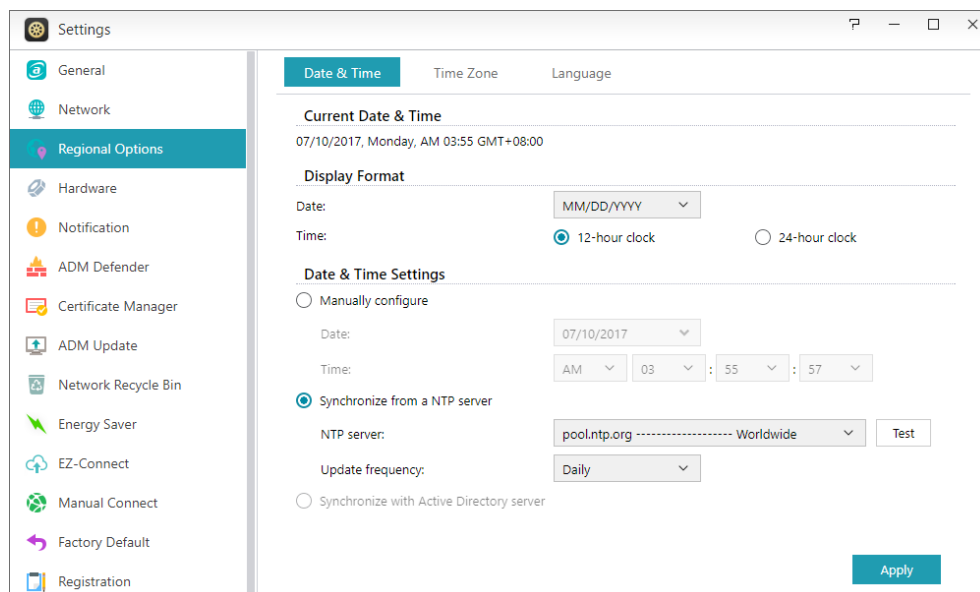 Settings
General
Network
Regional Options
Hardware
Notification
ADM Defender
Certificate Manager
ADM Update
Network Recycle Bin
Energy Saver
EZ-Connect
Manual Connect
Factory Default
Registration
Date & Time Time Zone Language
Current Date & Time
07/10/2017, Monday, AM 03:55 GMT+08:00
Display Format
Date: MM/DD/YYYY
Time: 12-hour clock 24-hour clock
Date & Time Settings
Manually configure
Date: 07/10/2017
Time: AM 03 : 55 : 57
Synchronize from a NTP server
NTP server: pool.ntp.org ------------------- Worldwide Test
Update frequency: Daily
Synchronize with Active Directory server
Apply